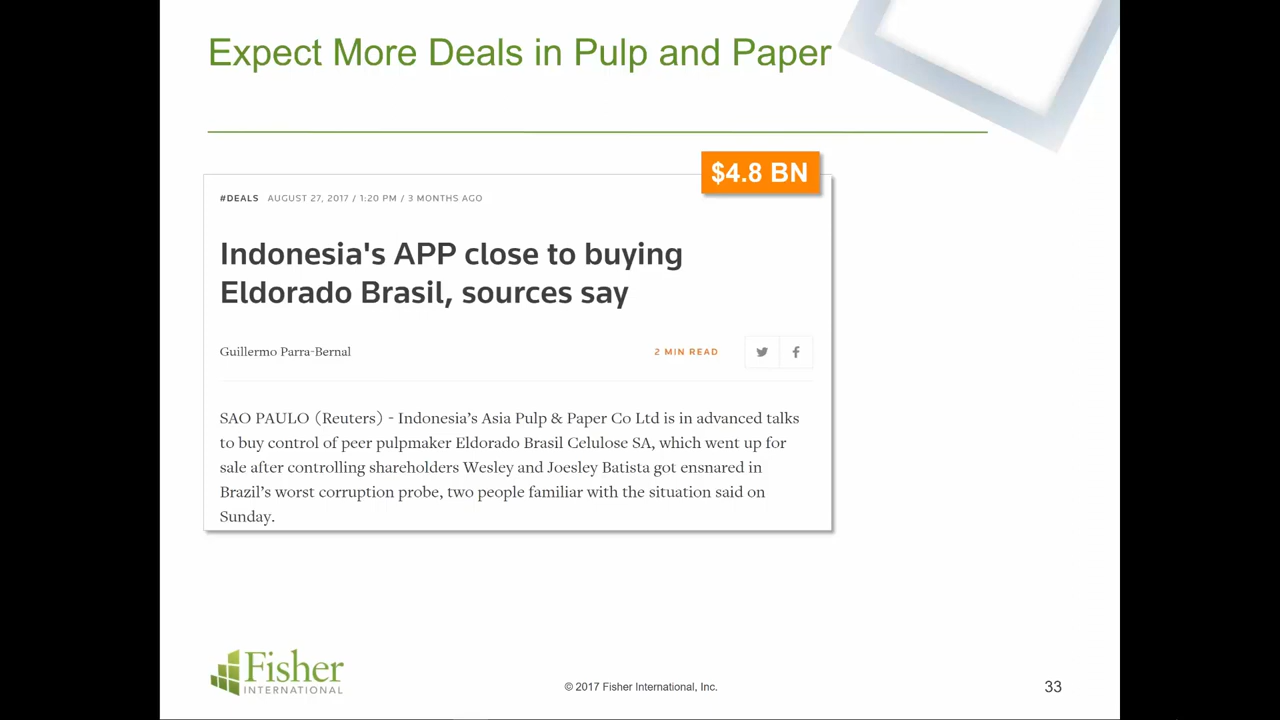 Expect More Deals in Pulp and Paper
$4.8 BN
#DEALS AUGUST 27, 2017 / 1:20 PM / 3 MONTHS AGO
Indonesia's APP close to buying
Eldorado Brasil, sources say
Guillermo Parra-Bernal
2 MIN READ
SAO PAULO (Reuters) - Indonesia's Asia Pulp & Paper Co Ltd is in advanced talks
to buy control of peer pulpmaker Eldorado Brasil Celulose SA, which went up for
sale after controlling shareholders Wesley and Joesley Batista got ensnared in
Brazil's worst corruption probe, two people familiar with the situation said on
Sunday.
Fisher
INTERNATIONAL
© 2017 Fisher International, Inc.
33